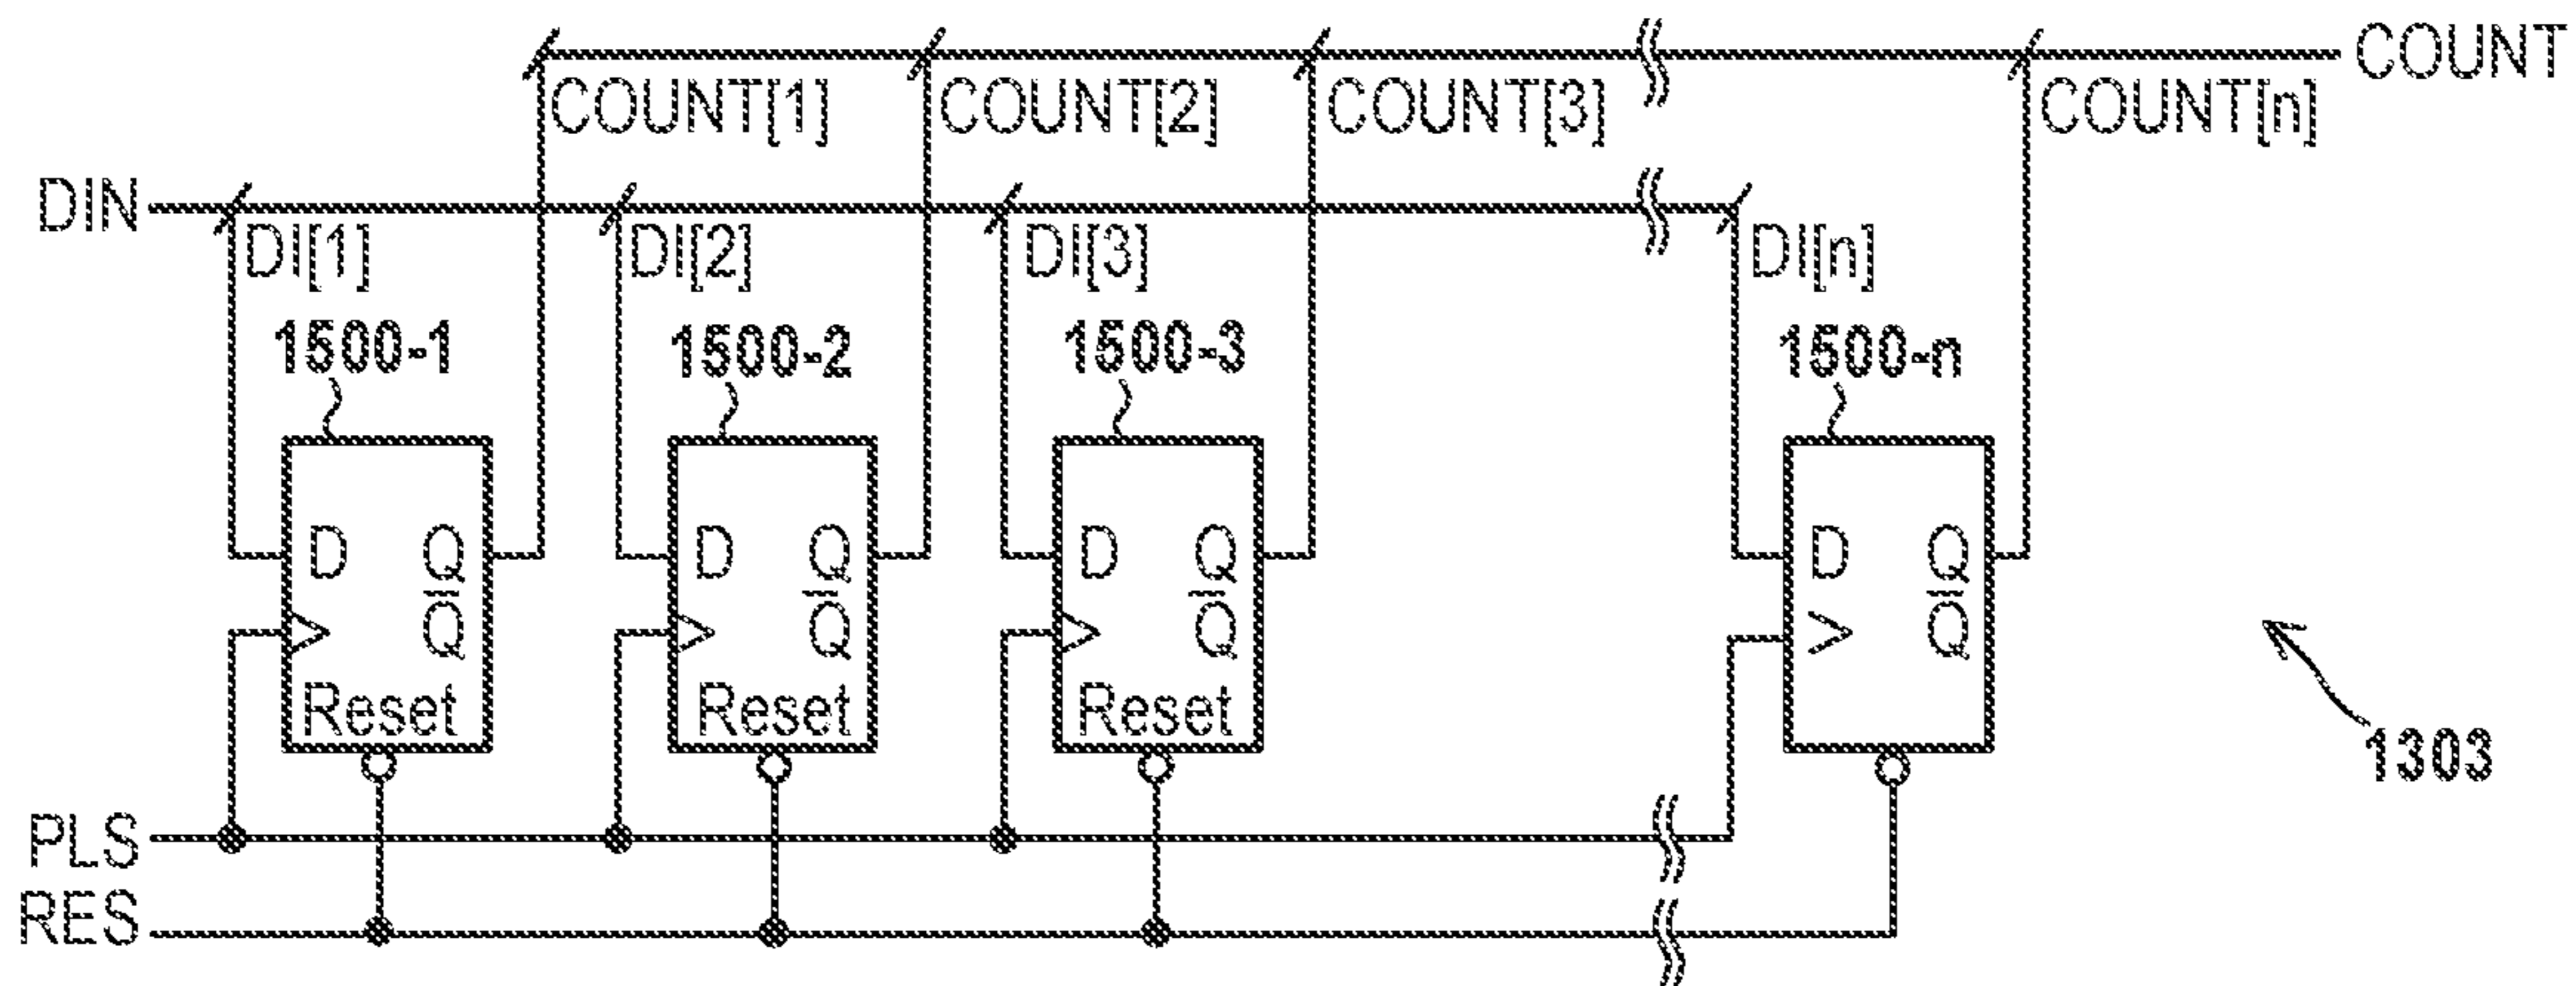 COUNT
COUNT[1] COUNT[2] COUNT[3] COUNT[n]
DIN
DI[1] DI[2] DI[3] DI[n]
1500-1 1500-2 1500-3 1500-n
D Q D Q D Q D Q
> Q̅ > Q̅ > Q̅ > Q̅
Reset Reset Reset
1303
PLS
RES